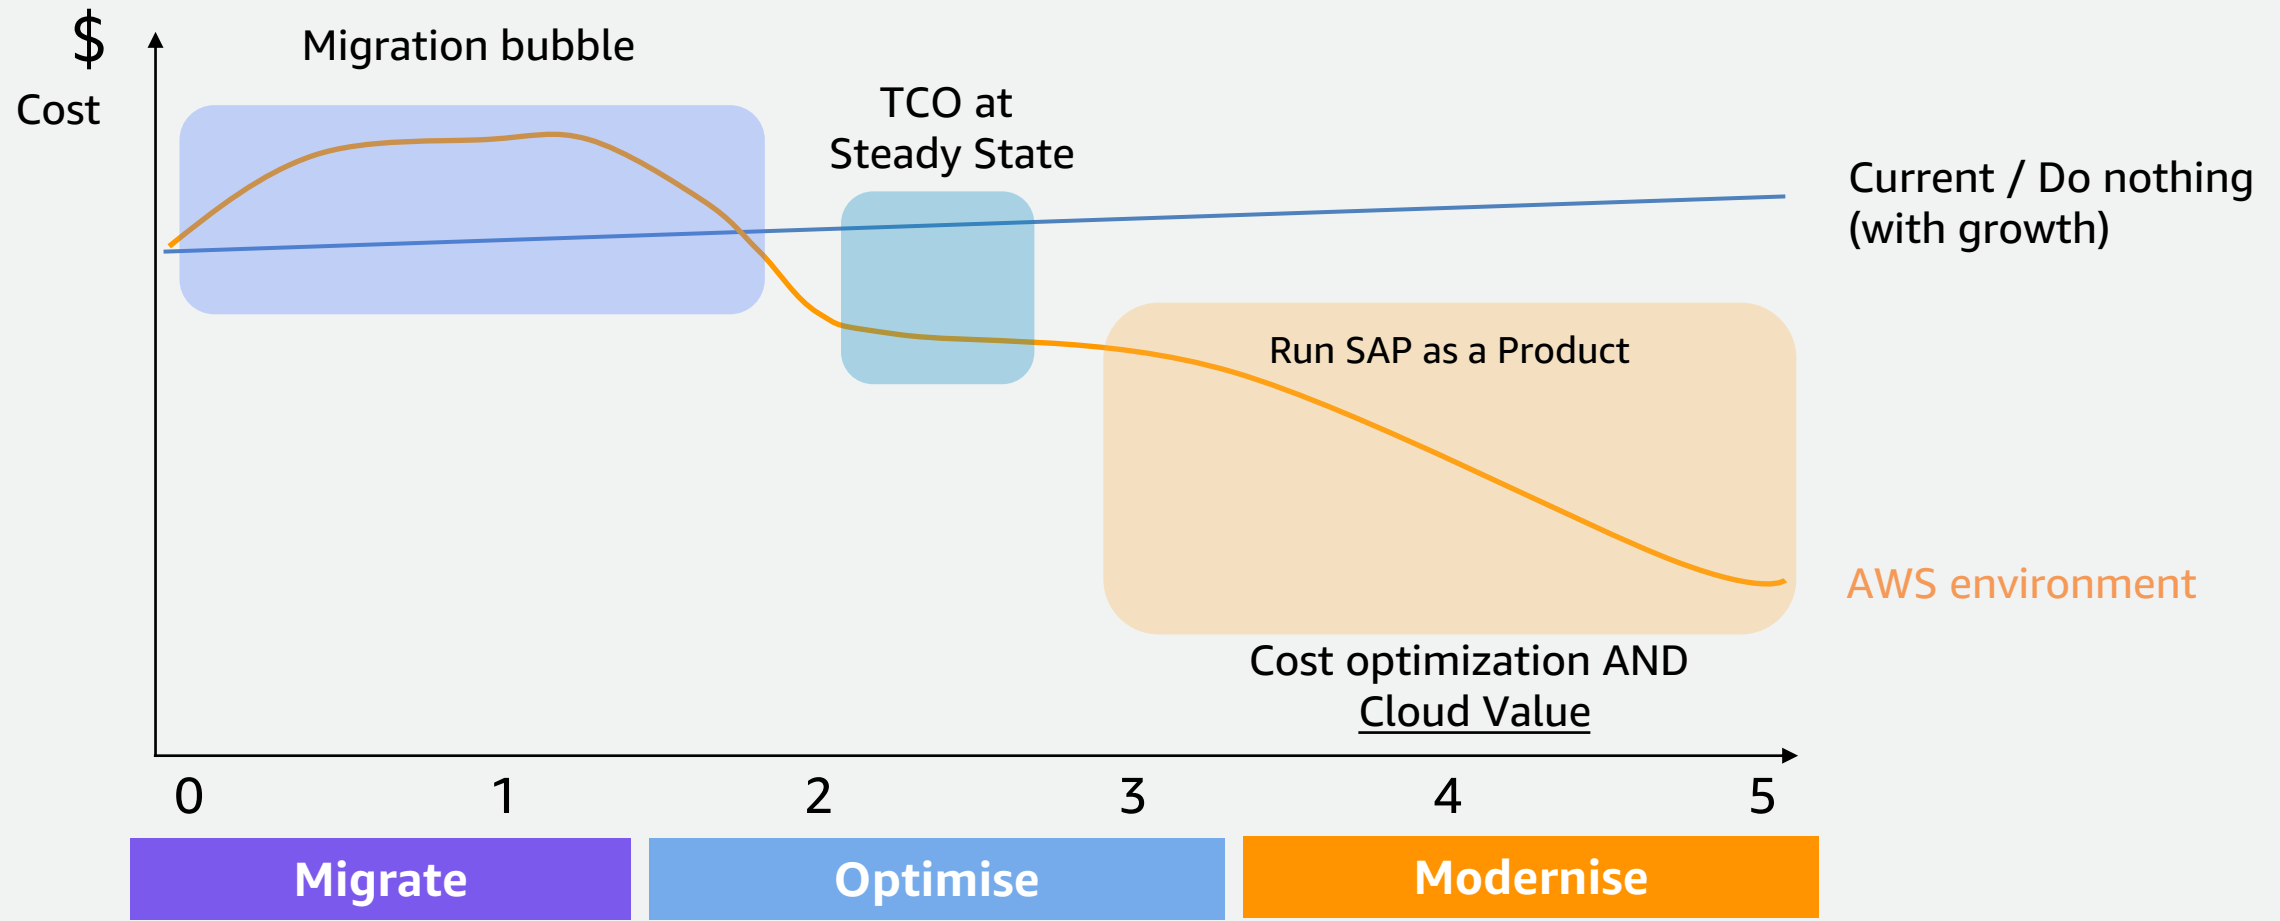 $
Cost
Migration bubble
TCO at
Steady State
Current / Do nothing
(with growth)
Run SAP as a Product
AWS environment
Cost optimization AND
Cloud Value
0 1 2 3 4 5
Migrate
Optimise
Modernise